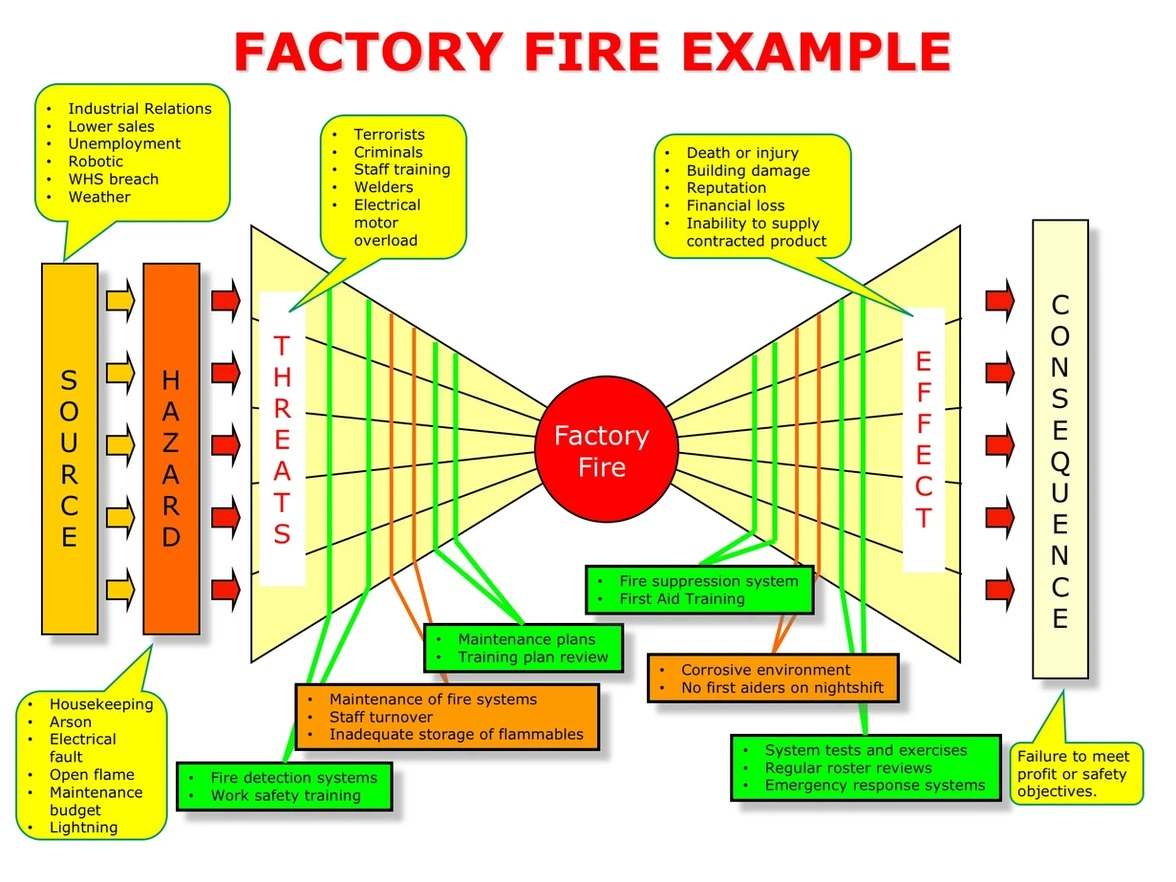 FACTORY FIRE EXAMPLE
• Industrial Relations
• Lower sales
• Unemployment
• Robotic
• WHS breach
• Weather
• Terrorists
• Criminals
• Staff training
• Welders
• Electrical
motor
overload
• Death or injury
• Building damage
• Reputation
• Financial loss
• Inability to supply
contracted product
SOURCE
HAZARD
THREATS
Factory
Fire
EFFECT
CONSEQUENCE
• Fire suppression system
• First Aid Training
• Maintenance plans
• Training plan review
• Corrosive environment
• No first aiders on nightshift
• Maintenance of fire systems
• Staff turnover
• Inadequate storage of flammables
• Housekeeping
• Arson
• Electrical
fault
• Open flame
• Maintenance
budget
• Lightning
• Fire detection systems
• Work safety training
• System tests and exercises
• Regular roster reviews
• Emergency response systems
Failure to meet
profit or safety
objectives.